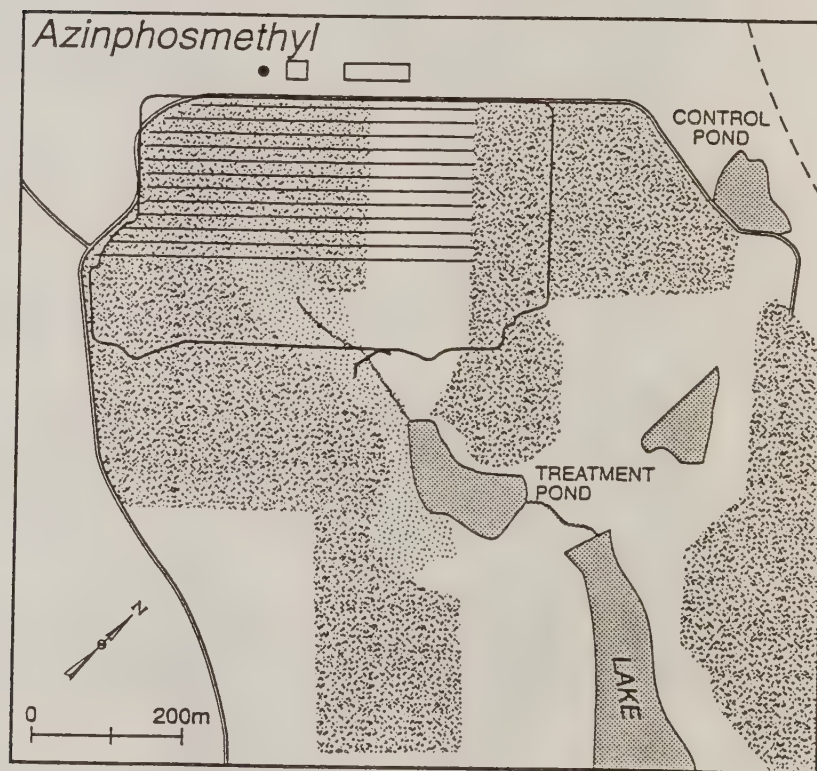 Azinphosmethyl
CONTROL
POND
TREATMENT
POND
N
LAKE
0 200m